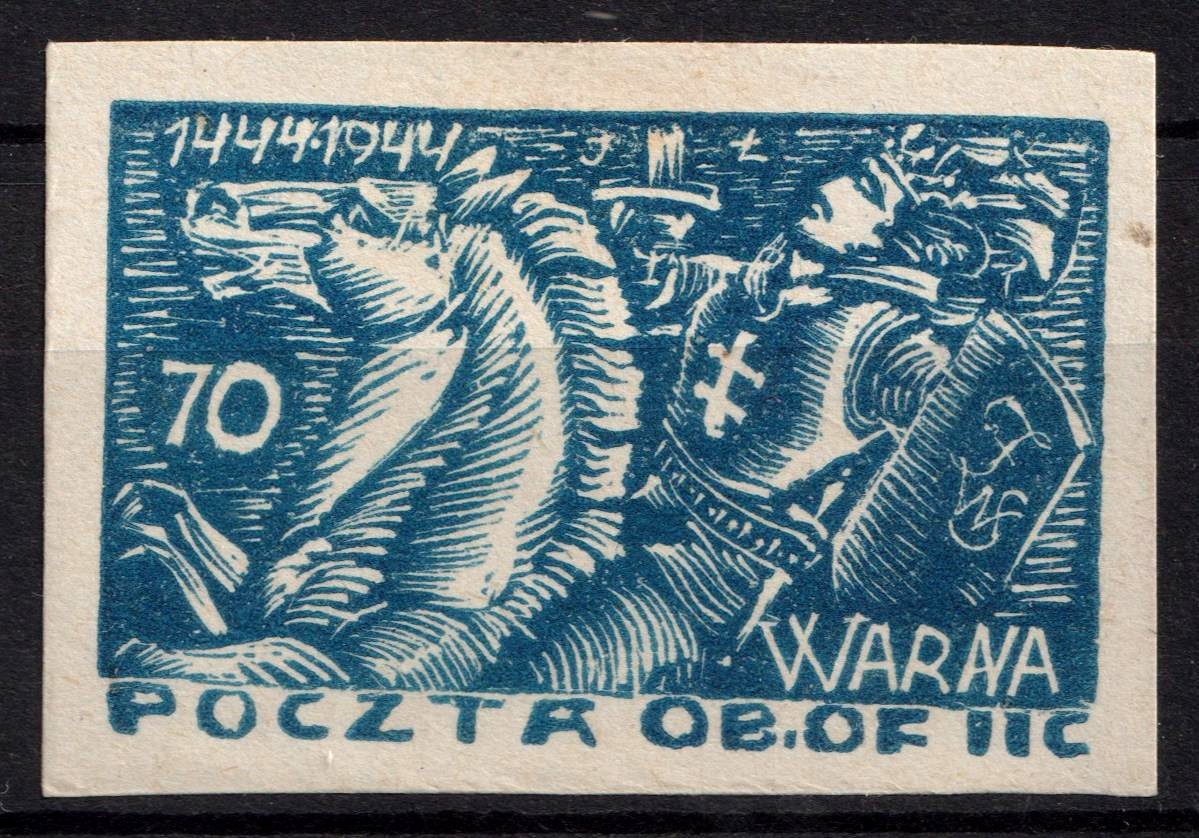 1444·1944
70
WARNA
POCZTA OB.OF IIC